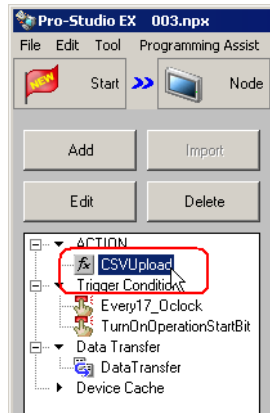 Pro-Studio EX 003.npx
File Edit Tool Programming Assist
NEW Start Node
Add Import
Edit Delete
ACTION
fx CSVUpload
Trigger Condition
Every17_Oclock
TurnOnOperationStartBit
Data Transfer
DataTransfer
Device Cache